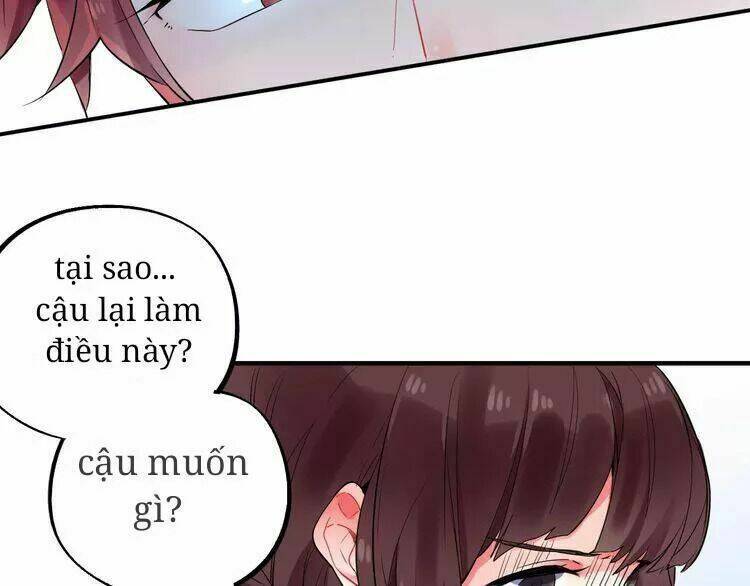 tại sao...
cậu lại làm
điều này?
cậu muốn
gì?